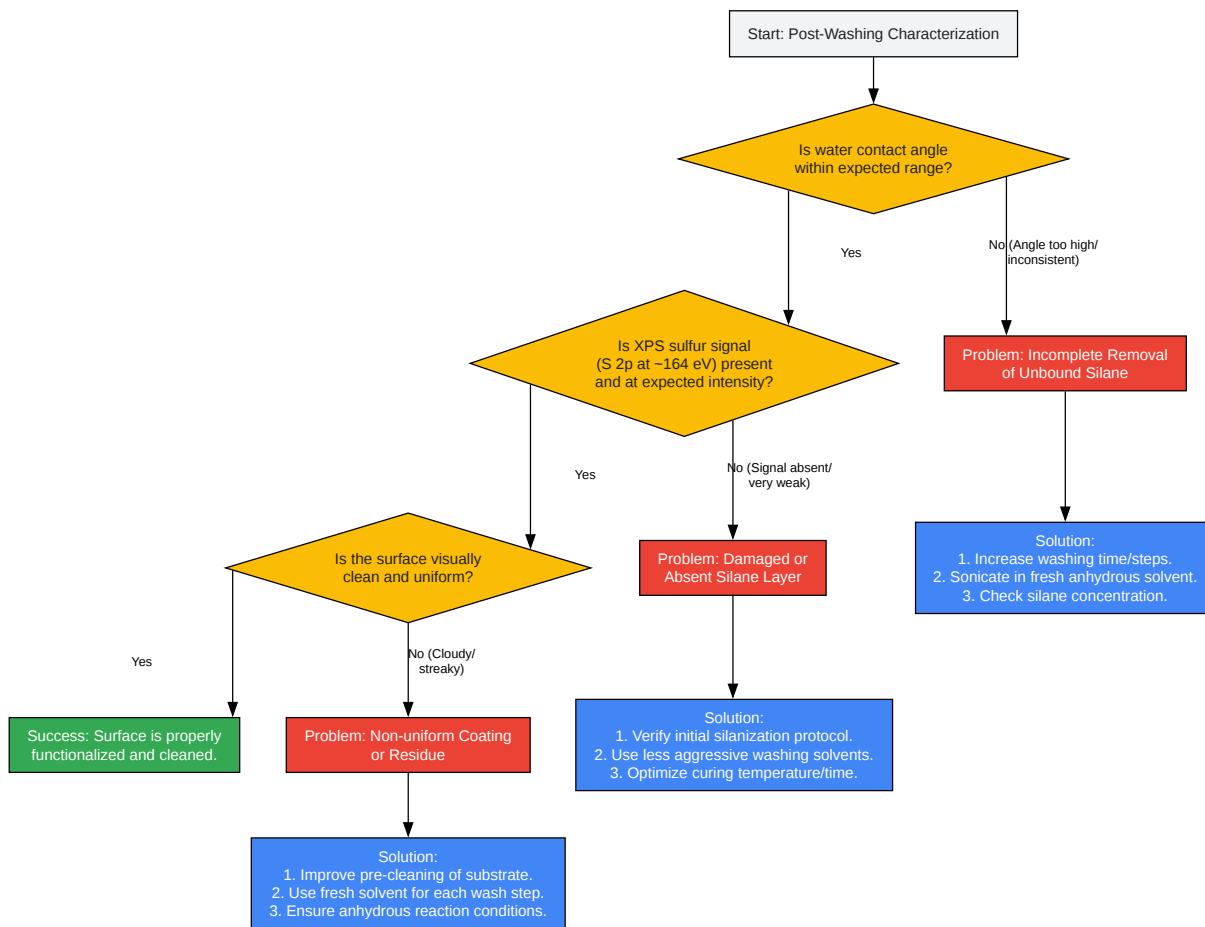 Start: Post-Washing Characterization
Is water contact angle
within expected range?
Yes
No (Angle too high/
inconsistent)
Is XPS sulfur signal
(S 2p at ~164 eV) present
and at expected intensity?
Problem: Incomplete Removal
of Unbound Silane
Yes
No (Signal absent/
very weak)
Solution:
1. Increase washing time/steps.
2. Sonicate in fresh anhydrous solvent.
3. Check silane concentration.
Is the surface visually
clean and uniform?
Problem: Damaged or
Absent Silane Layer
Yes
No (Cloudy/
streaky)
Success: Surface is properly
functionalized and cleaned.
Problem: Non-uniform Coating
or Residue
Solution:
1. Verify initial silanization protocol.
2. Use less aggressive washing solvents.
3. Optimize curing temperature/time.
Solution:
1. Improve pre-cleaning of substrate.
2. Use fresh solvent for each wash step.
3. Ensure anhydrous reaction conditions.